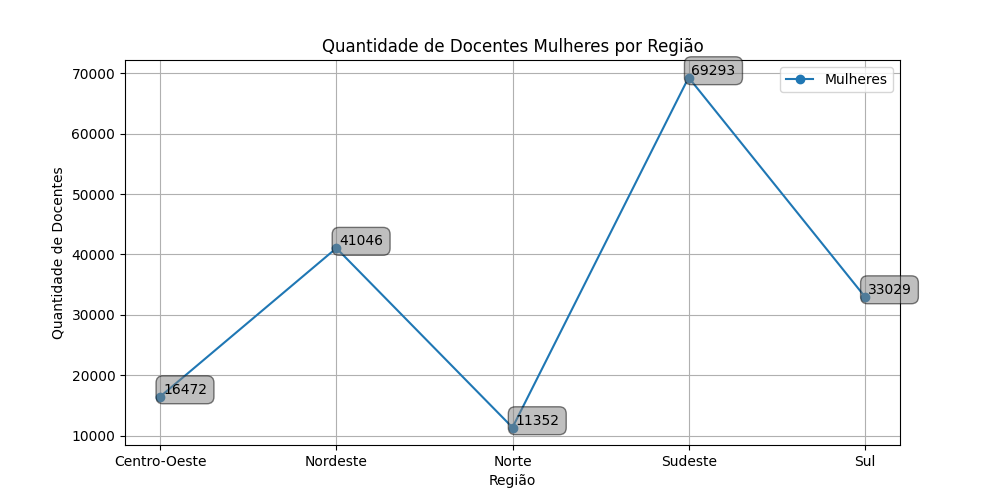 Quantidade de Docentes Mulheres por Região
Mulheres
Quantidade de Docentes
70000
60000
50000
40000
30000
20000
10000
69293
41046
33029
16472
11352
Centro-Oeste
Nordeste
Norte
Sudeste
Sul
Região